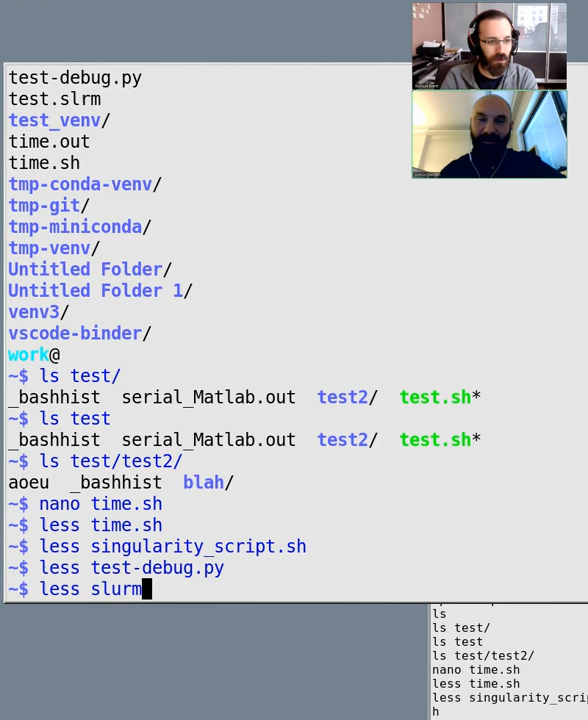 test-debug.py
test.slrm
test_venv/
time.out
time.sh
tmp-conda-venv/
tmp-git/
tmp-miniconda/
tmp-venv/
Untitled Folder/
Untitled Folder 1/
venv3/
vscode-binder/
work@
~$ ls test/
_bashhist  serial_Matlab.out  test2/  test.sh*
~$ ls test
_bashhist  serial_Matlab.out  test2/  test.sh*
~$ ls test/test2/
aoeu  _bashhist  blah/
~$ nano time.sh
~$ less time.sh
~$ less singularity_script.sh
~$ less test-debug.py
~$ less slurm
ls
ls test/
ls test
ls test/test2/
nano time.sh
less time.sh
less singularity_scri
h